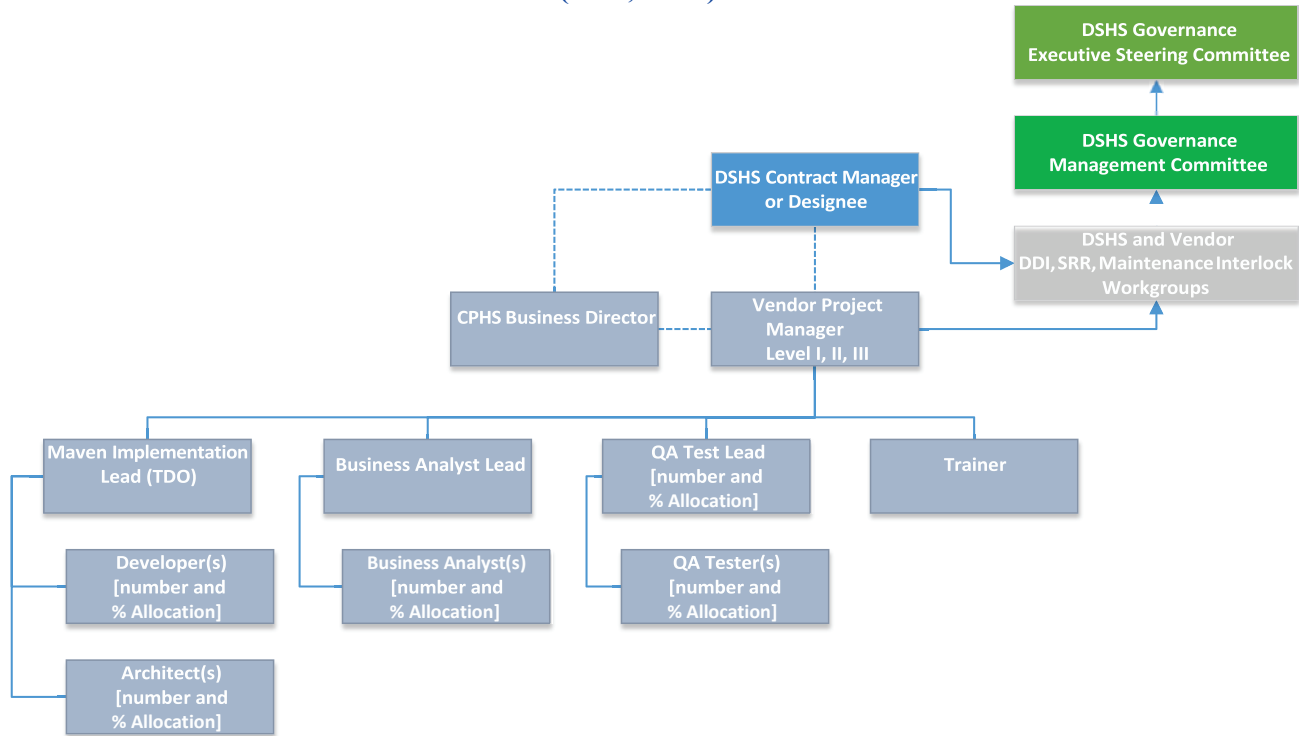 DSHS Governance
Executive Steering Committee
DSHS Governance
Management Committee
DSHS Contract Manager
or Designee
DSHS and Vendor
DDI, SRR, Maintenance Interlock
Workgroups
CPHS Business Director
Vendor Project
Manager
Level I, II, III
Maven Implementation
Lead (TDO)
Business Analyst Lead
QA Test Lead
[number and
% Allocation]
Trainer
Developer(s)
[number and
% Allocation]
Business Analyst(s)
[number and
% Allocation]
QA Tester(s)
[number and
% Allocation]
Architect(s)
[number and
% Allocation]